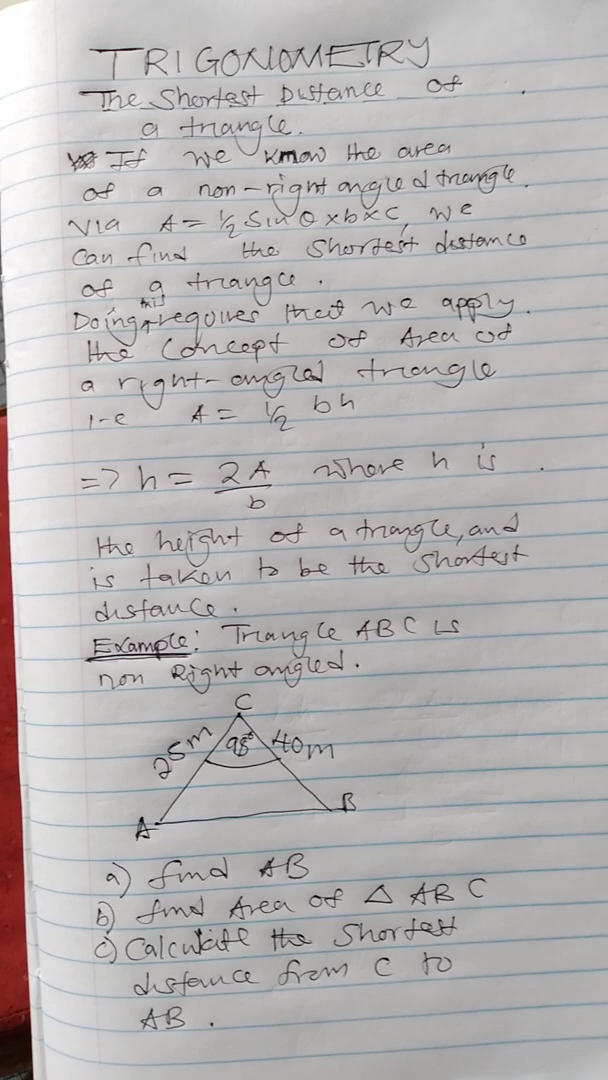 TRIGONOMETRY
The Shortest Distance of
a triangle.
If we know the area
of a non-right angled triangle.
Via A = ½ Sin θ x b x c, we
Can find the Shortest distance
of a triangle.
Doing this requires that we apply.
the Concept of Area of
a right-angled triangle
i-e A = ½ bh
=> h = 2A/b where h is.
the height of a triangle, and
is taken to be the shortest
distance.
Example: Triangle ABC is
non Right angled.
C
25m 98° 40m
A B
a) find AB
b) find Area of Δ ABC
c) Calculate the Shortest
distance from C to
AB.